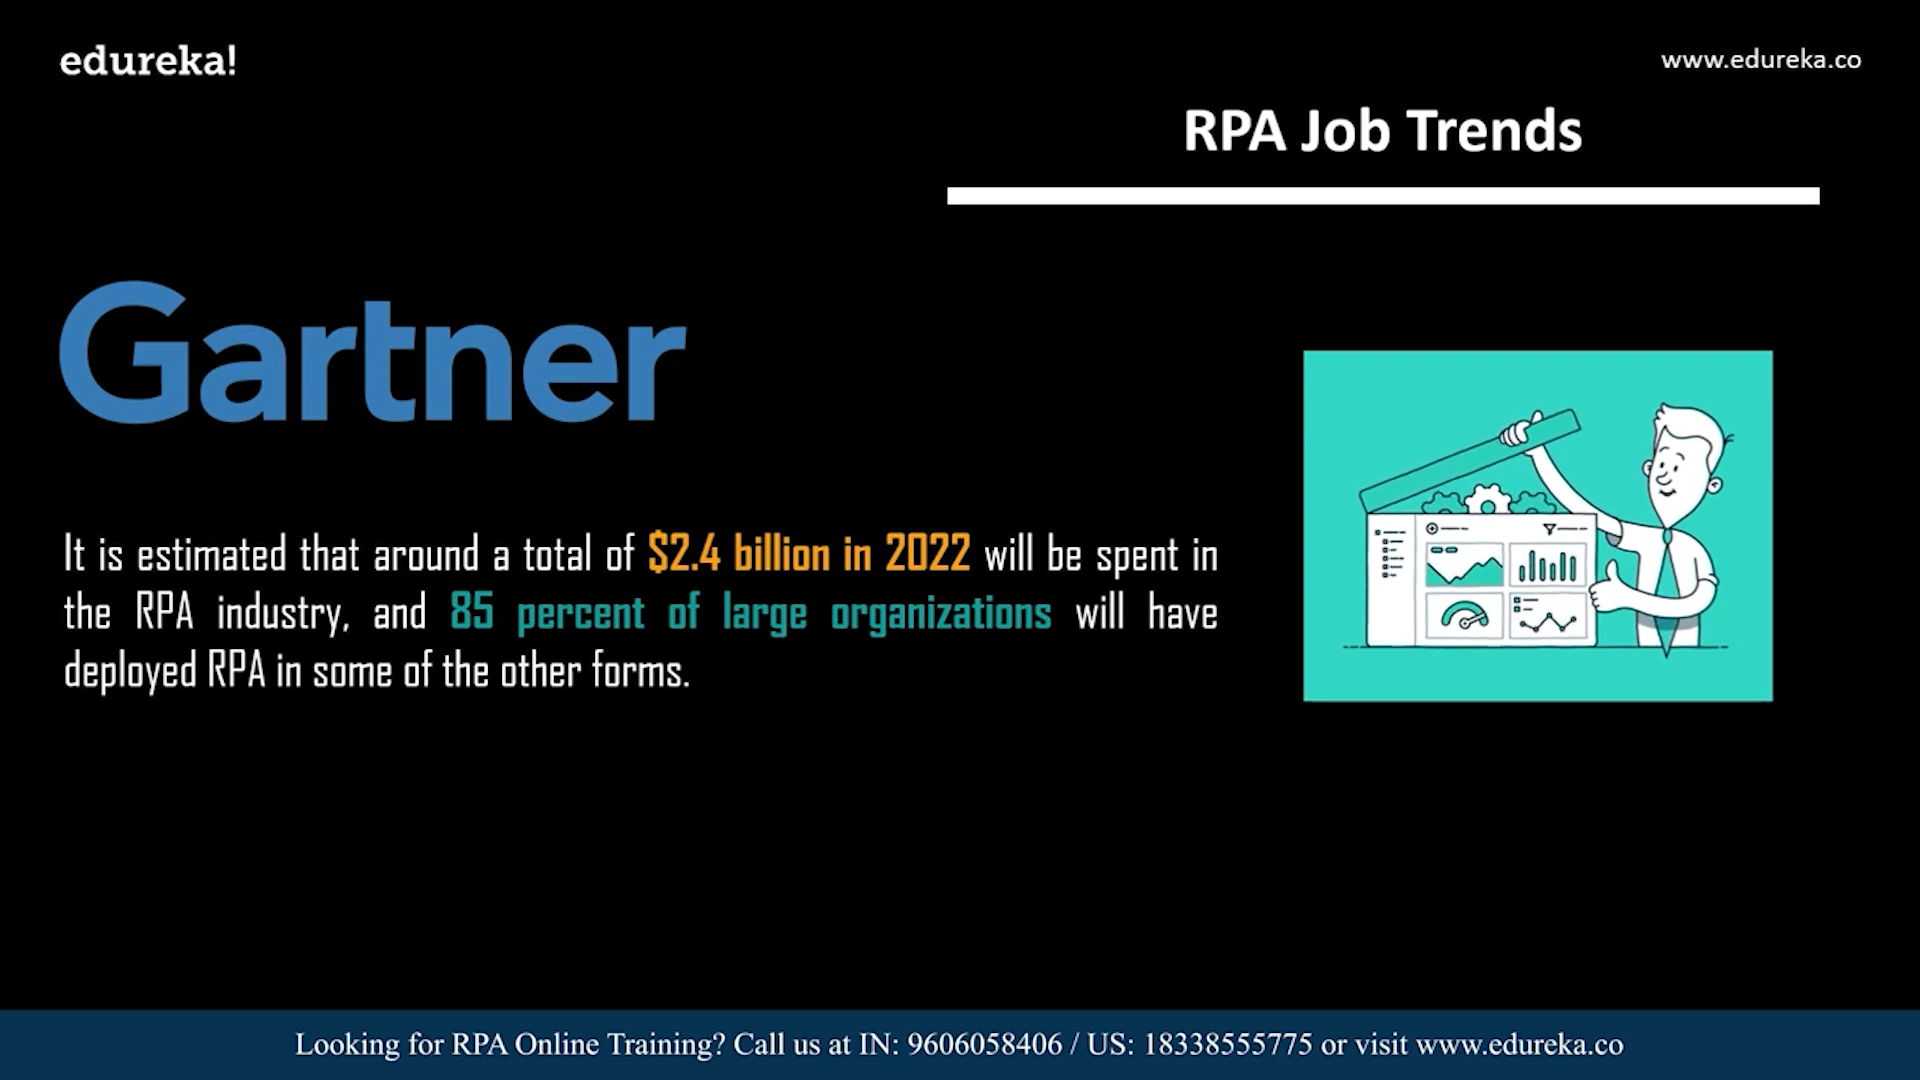 edureka!
www.edureka.co
RPA Job Trends
Gartner
It is estimated that around a total of $2.4 billion in 2022 will be spent in
the RPA industry, and 85 percent of large organizations will have
deployed RPA in some of the other forms.
Looking for RPA Online Training? Call us at IN: 9606058406 / US: 18338555775 or visit www.edureka.co